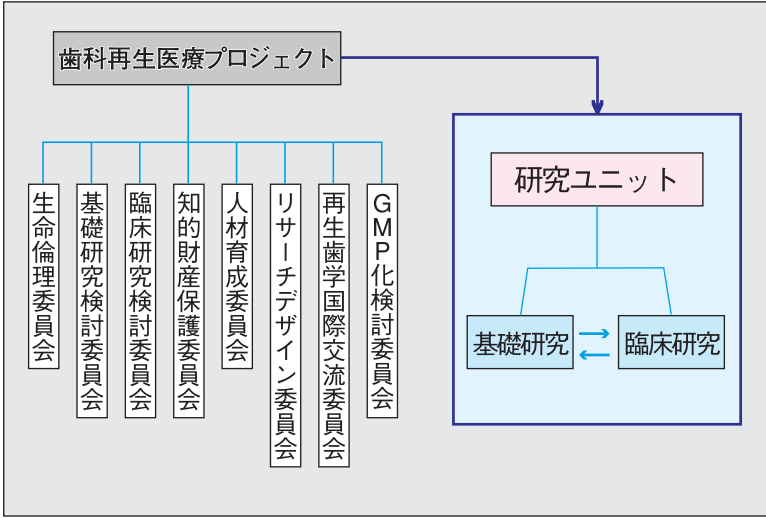 歯科再生医療プロジェクト
研究ユニット
基礎研究
臨床研究
生命倫理委員会
基礎研究検討委員会
臨床研究検討委員会
知的財産保護委員会
人材育成委員会
リサーチデザイン委員会
再生歯学国際交流委員会
GMP化検討委員会